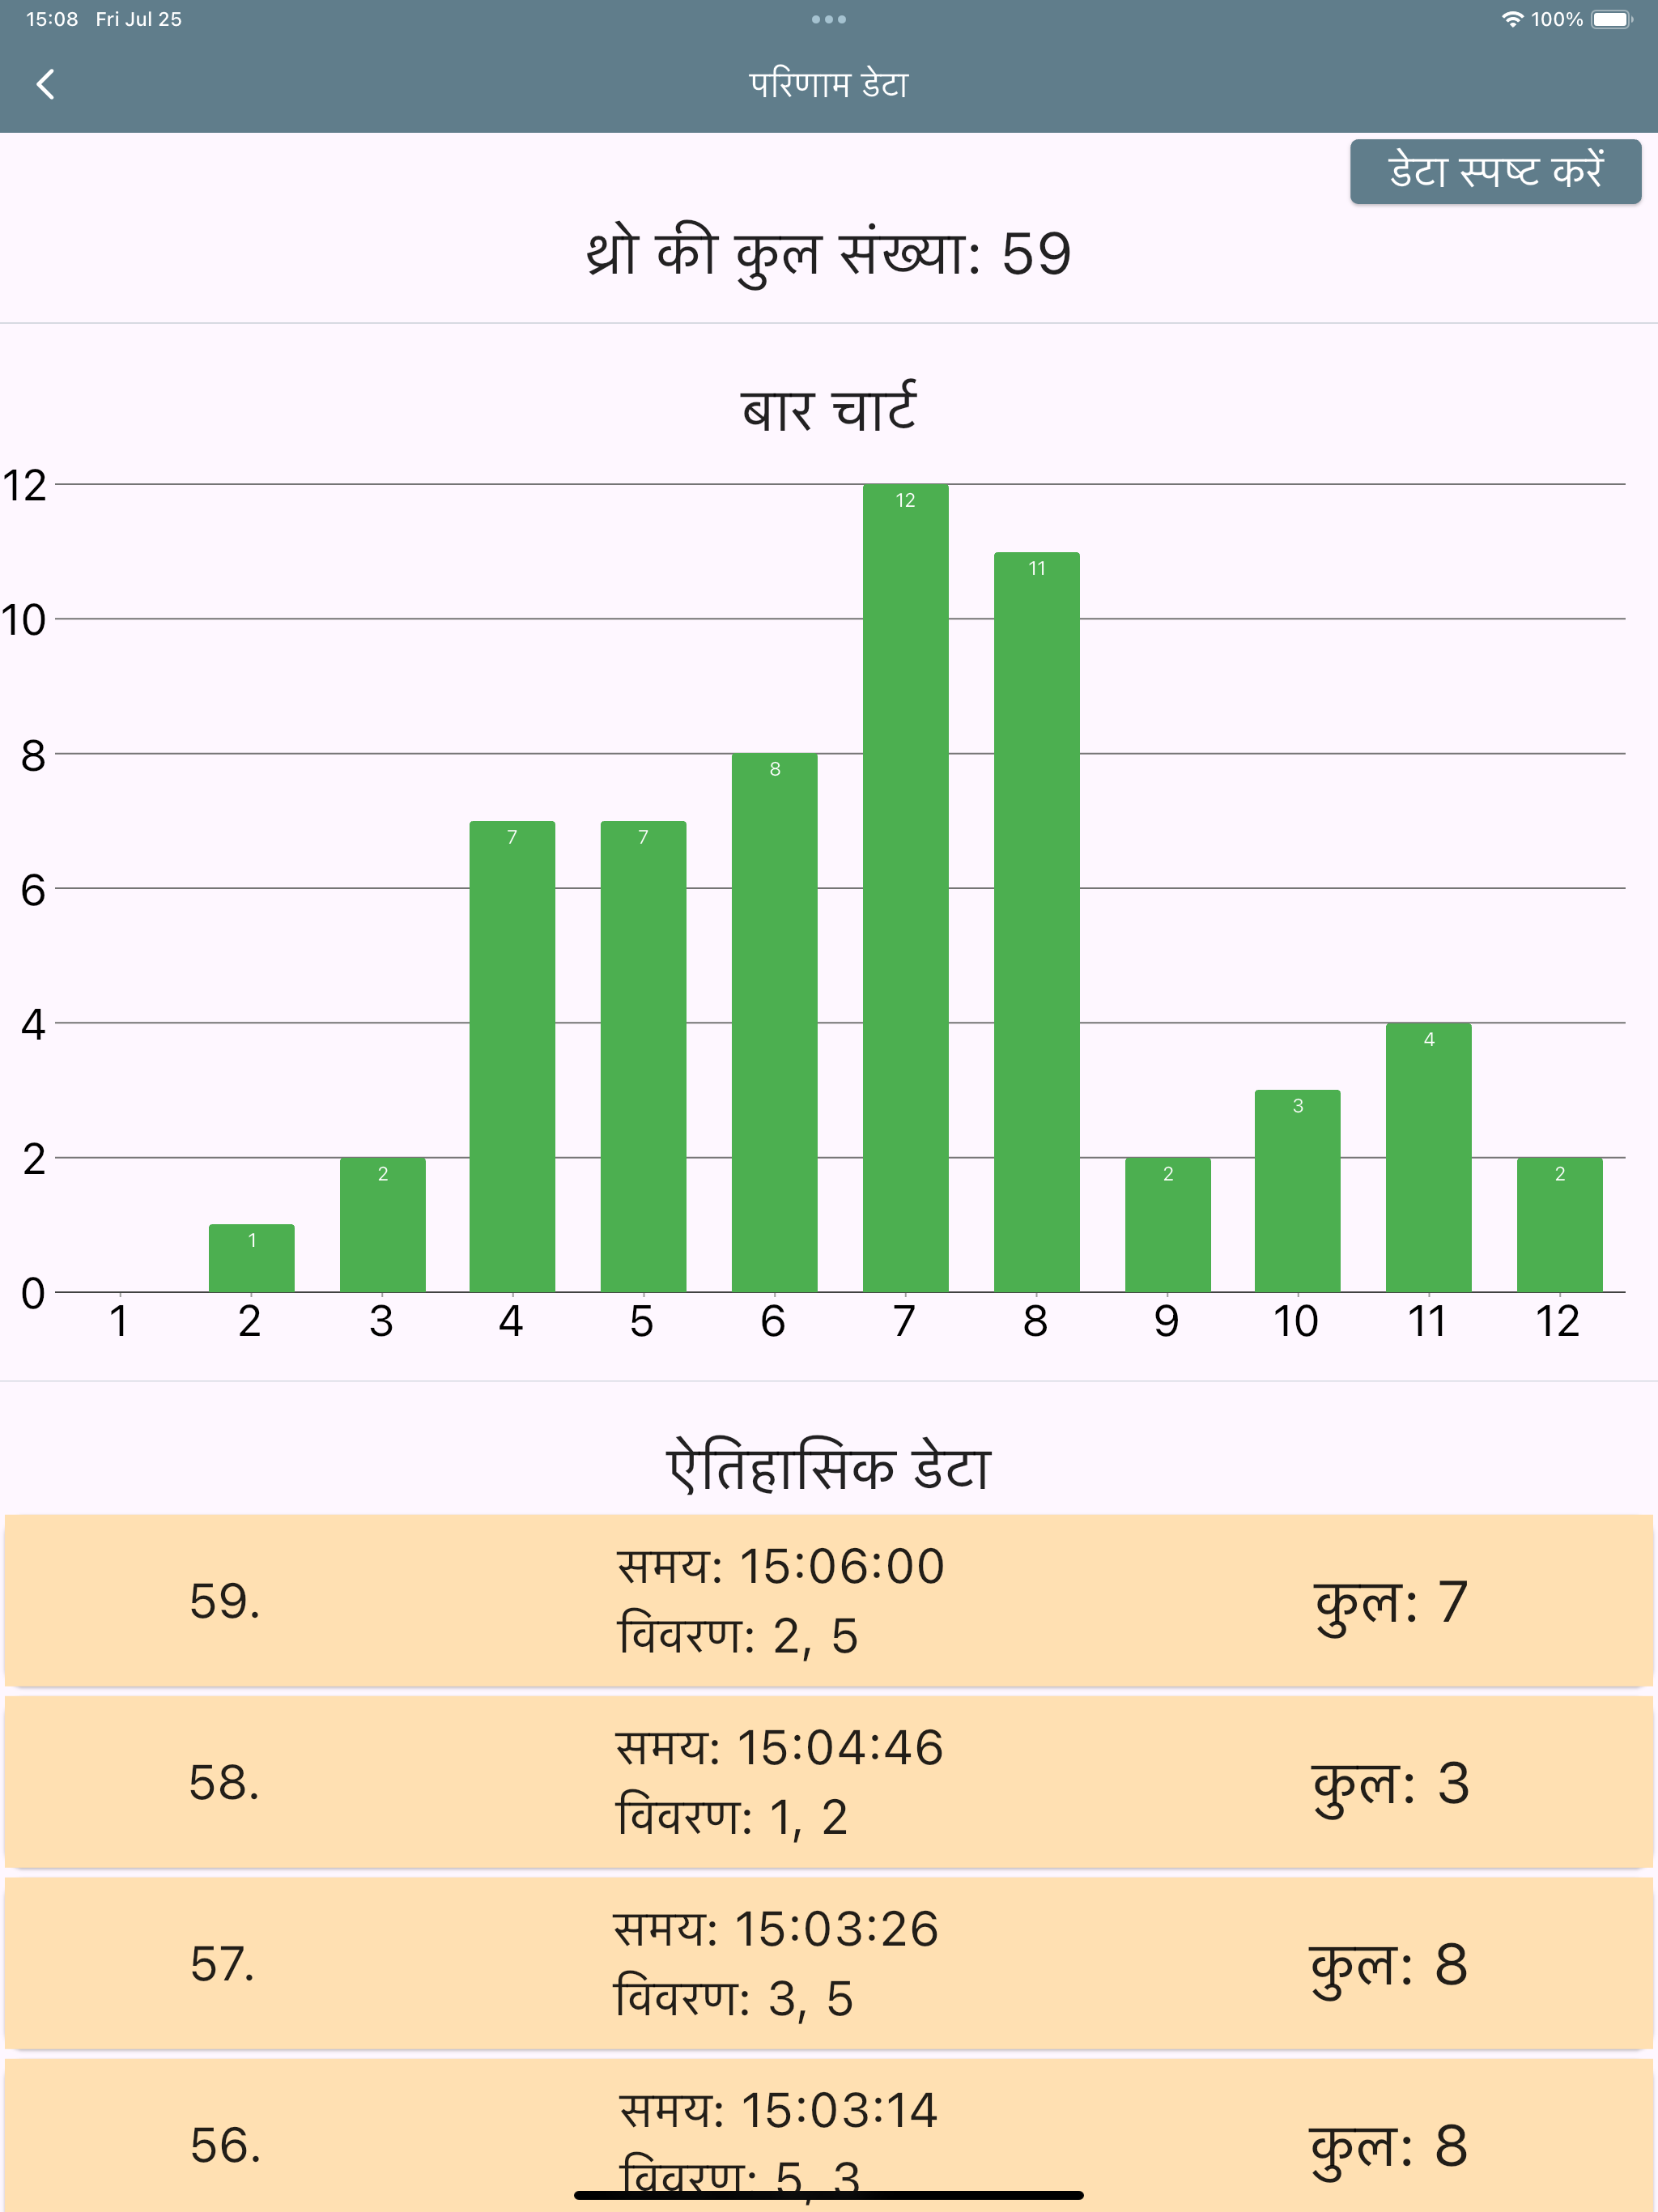 15:08 Fri Jul 25 100%
परिणाम डेटा
डेटा स्पष्ट करें
थ्रो की कुल संख्या: 59
बार चार्ट
12
10
8
6
4
2
0
1
2
7
7
8
12
11
2
3
4
2
1 2 3 4 5 6 7 8 9 10 11 12
ऐतिहासिक डेटा
59.
समय: 15:06:00
विवरण: 2, 5
कुल: 7
58.
समय: 15:04:46
विवरण: 1, 2
कुल: 3
57.
समय: 15:03:26
विवरण: 3, 5
कुल: 8
56.
समय: 15:03:14
विवरण: 5, 3
कुल: 8